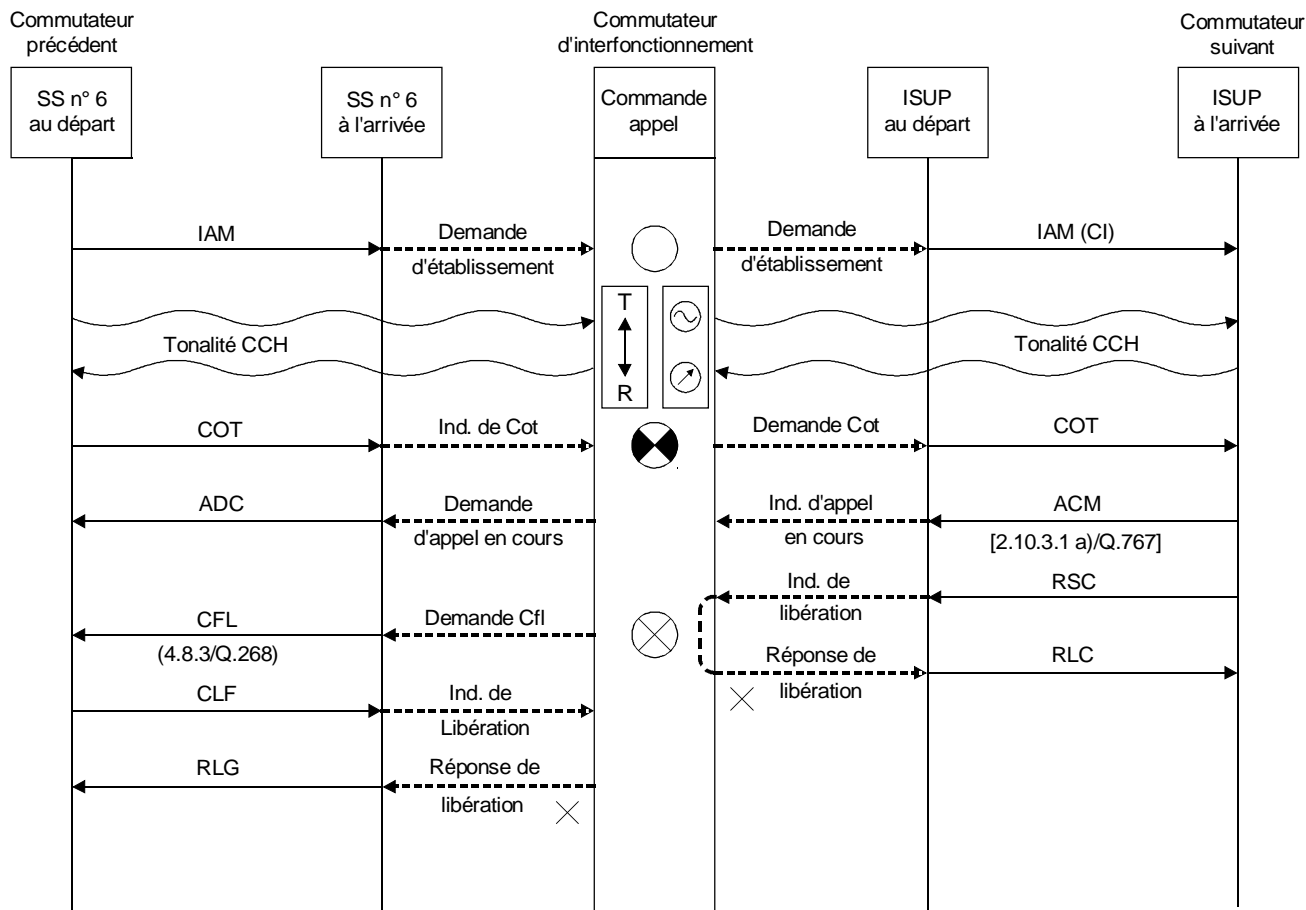 Commutateur
précédent
Commutateur
d'interfonctionnement
Commutateur
suivant
SS n° 6
au départ
SS n° 6
à l'arrivée
Commande
appel
ISUP
au départ
ISUP
à l'arrivée
IAM
Demande
d'établissement
Demande
d'établissement
IAM (CI)
T
R
Tonalité CCH
Tonalité CCH
COT
Ind. de Cot
Demande Cot
COT
ADC
Demande
d'appel en cours
Ind. d'appel
en cours
ACM
[2.10.3.1 a)/Q.767]
Ind. de
libération
RSC
CFL
(4.8.3/Q.268)
Demande Cfl
Réponse de
libération
RLC
CLF
Ind. de
Libération
RLG
Réponse de
libération